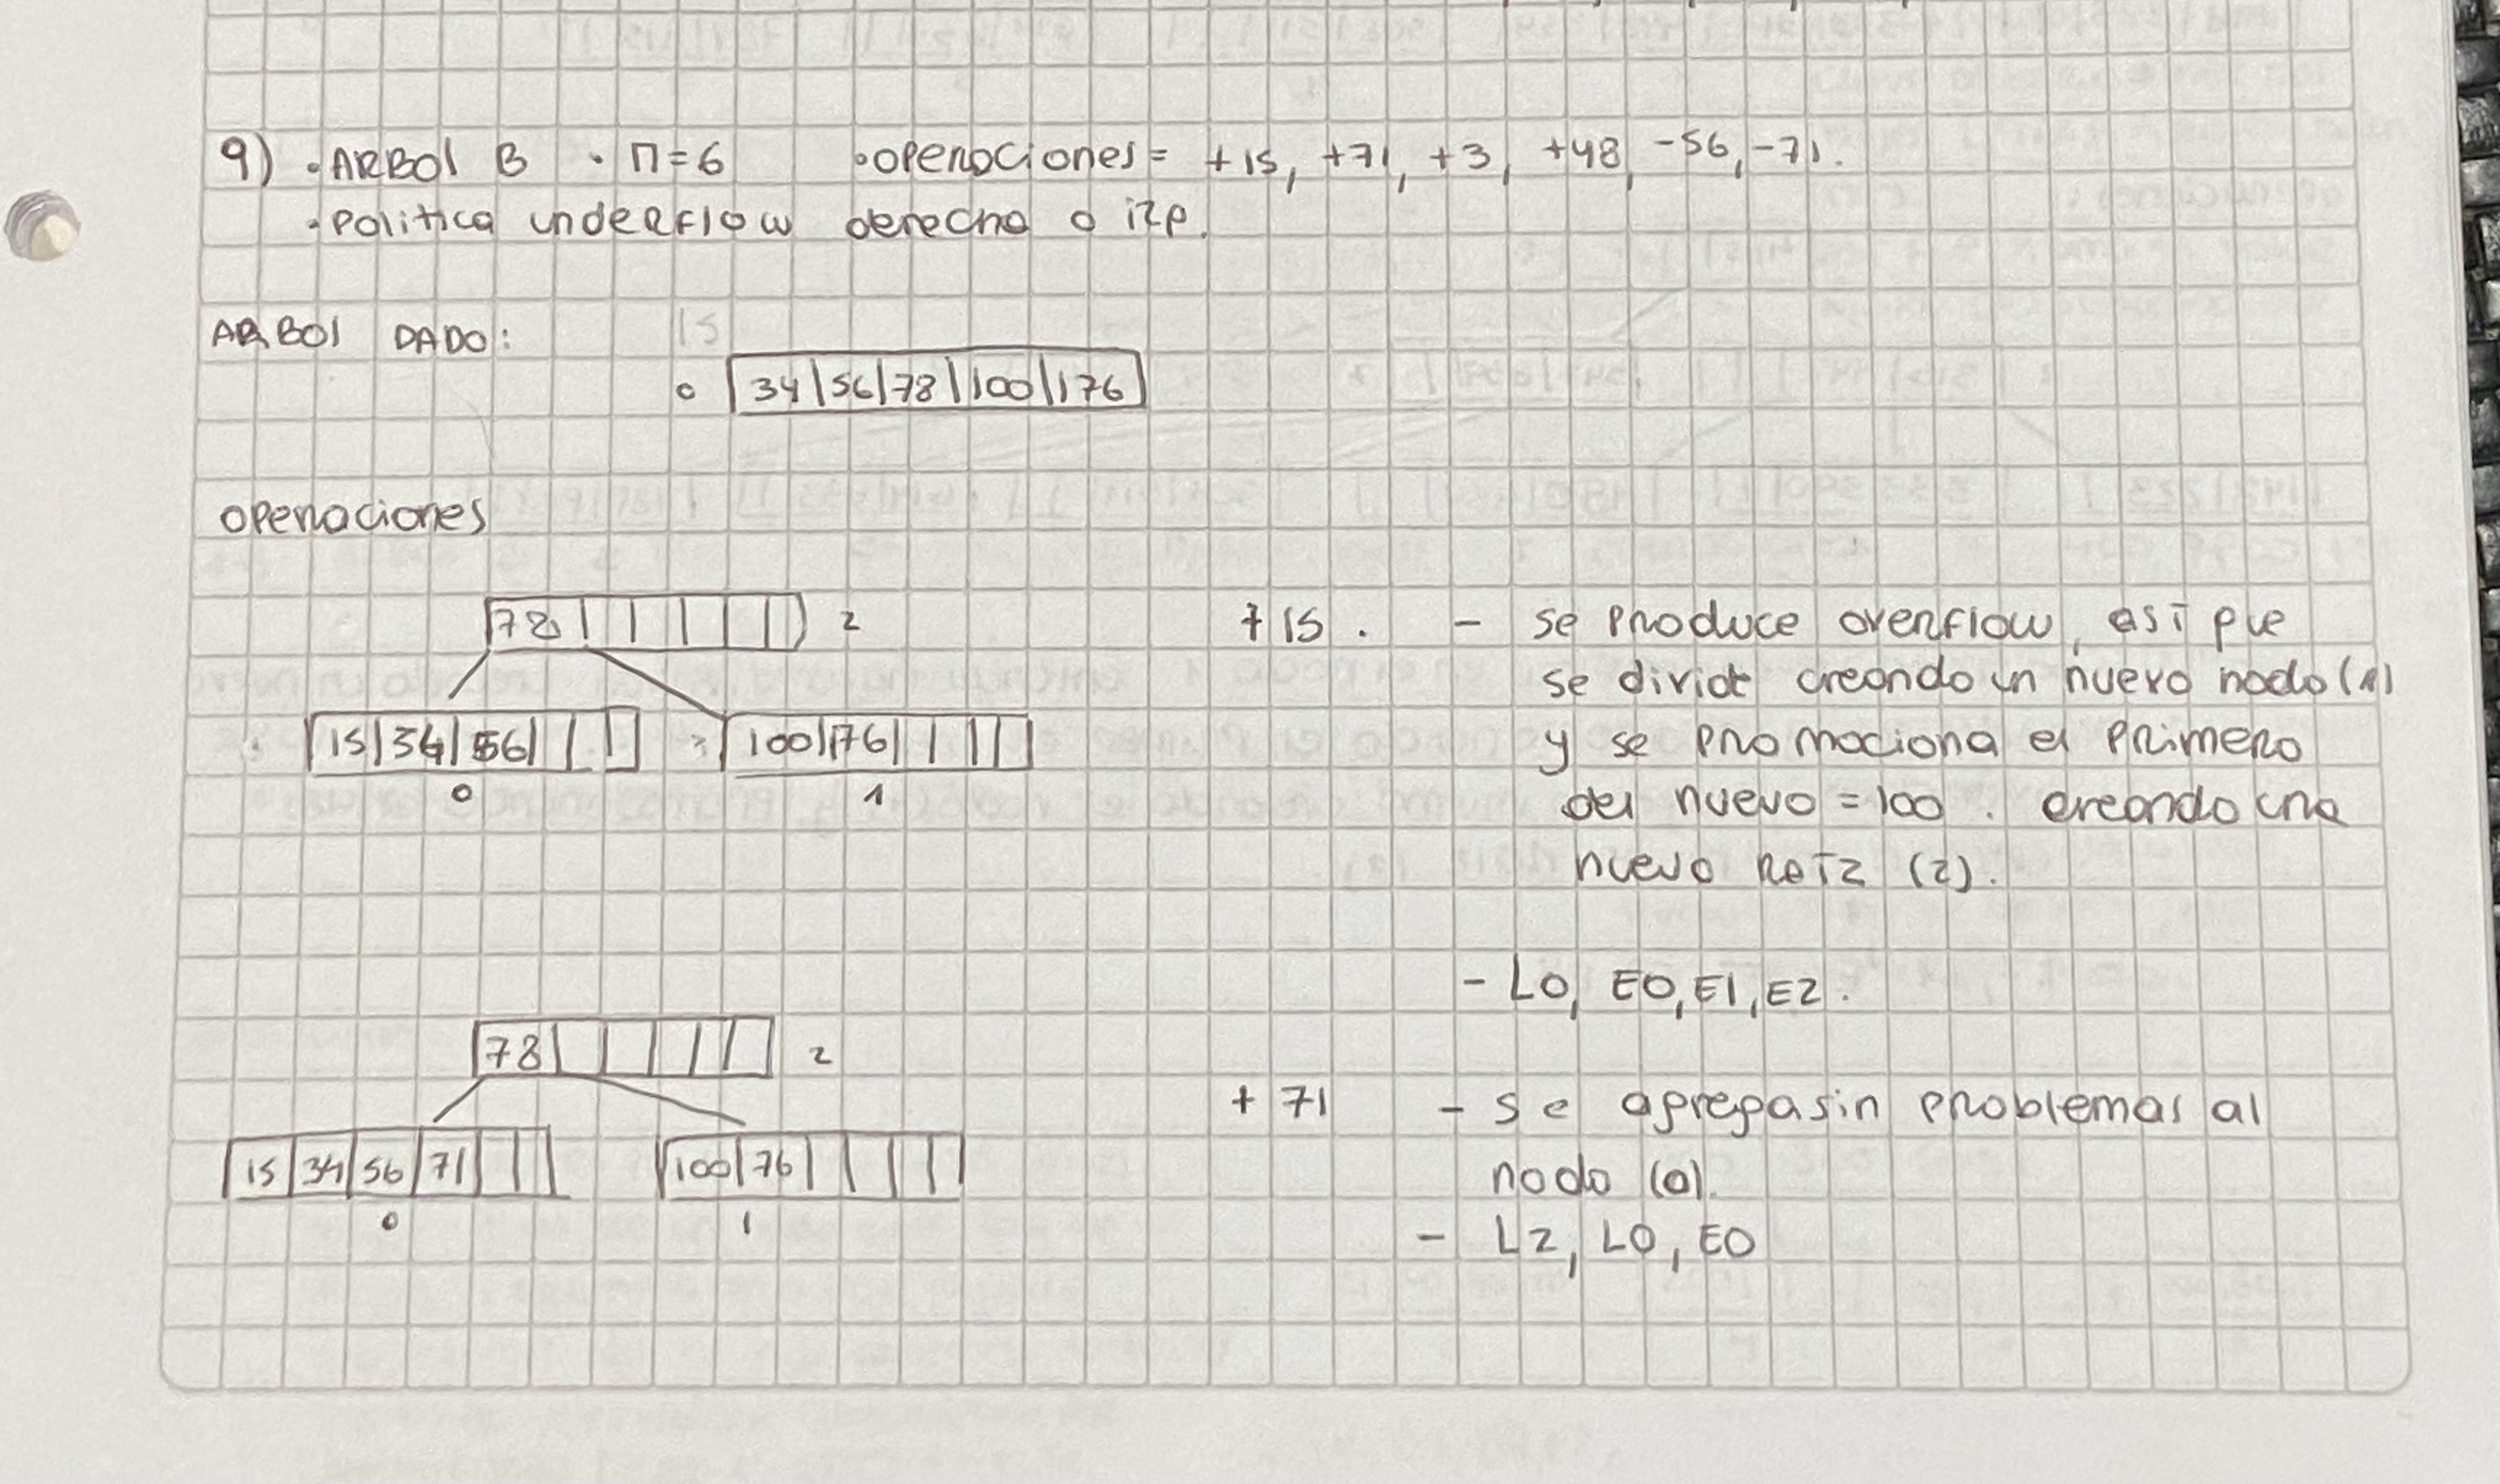 9) • ARBOl B • M=6 • operaciones= +15, +71, +3, +48, -56, -71.
• Politica underflow derecha o izq.
ARBOl DADO:
0 34 | 56 | 78 | 100 | 176
operaciones
78 2
15 | 34 | 56 100 | 176
0 1
+15. - se produce overflow, así que
se divide creando un nuevo nodo (1)
y se promociona el primero
del nuevo = 100. creando una
nuevo raíz (2).
- L0, E0, E1, E2.
78 2
15 | 34 | 56 | 71 100 | 76
0 1
+ 71 - se agrega sin problemas al
nodo (0).
- L2, L0, E0